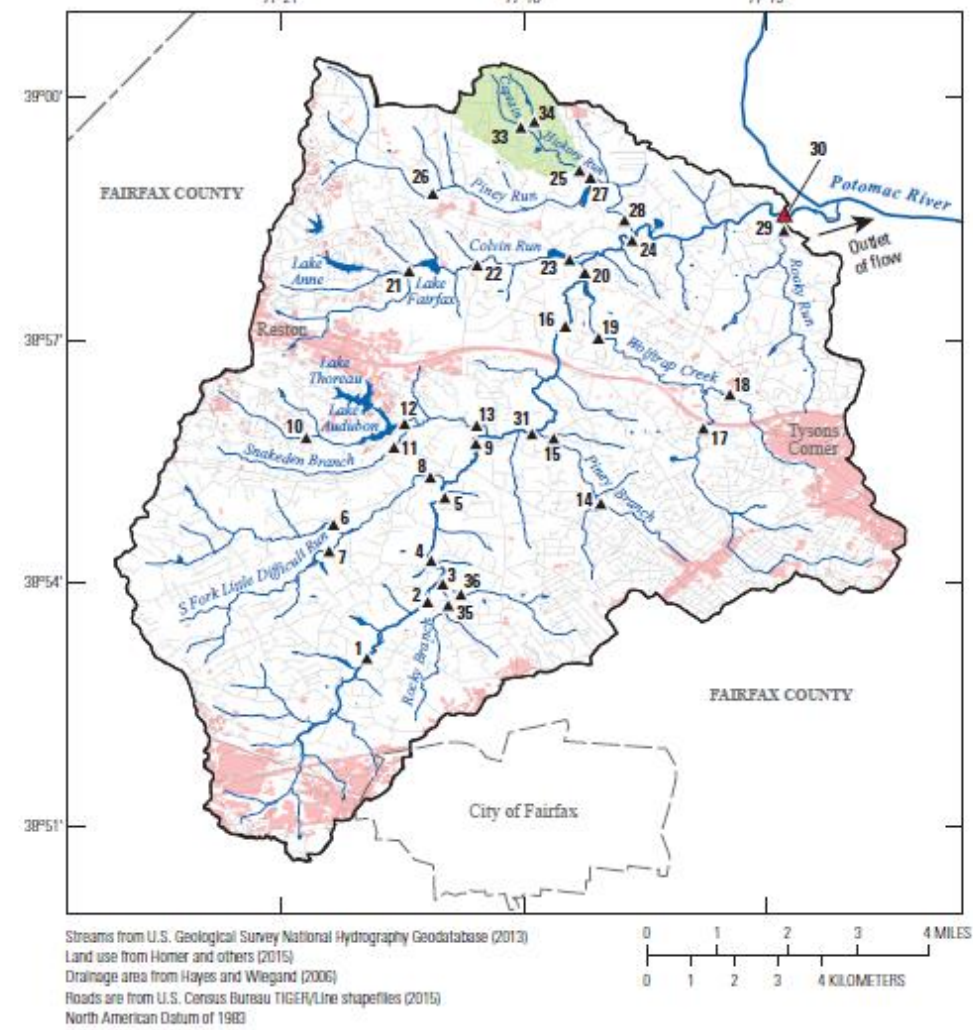 39°00'
34
33
Captain
Hickory Run
30
26
25
27
Piney Run
Potomac River
FAIRFAX COUNTY
28
29
24
Outlet
of flow
Colvin Run
23
22
20
Lake
Anne
21
Lake
Fairfax
Rocky Run
16
19
38°57'
Reston
Wolftrap Creek
Lake
Thoreau
18
12
Lake
Audubon
13
31
10
17
Tysons
Corner
11
9
15
Snakeden Branch
8
Piney Branch
5
14
6
7
4
S Fork Little Difficult Run
38°54'
3
36
2
35
1
Rocky Branch
FAIRFAX COUNTY
City of Fairfax
38°51'
Streams from U.S. Geological Survey National Hydrography Geodatabase (2013)
Land use from Homer and others (2015)
Drainage area from Hayes and Wiegand (2006)
Roads are from U.S. Census Bureau TIGER/Line shapefiles (2015)
North American Datum of 1983
0 1 2 3 4 MILES
0 1 2 3 4 KILOMETERS